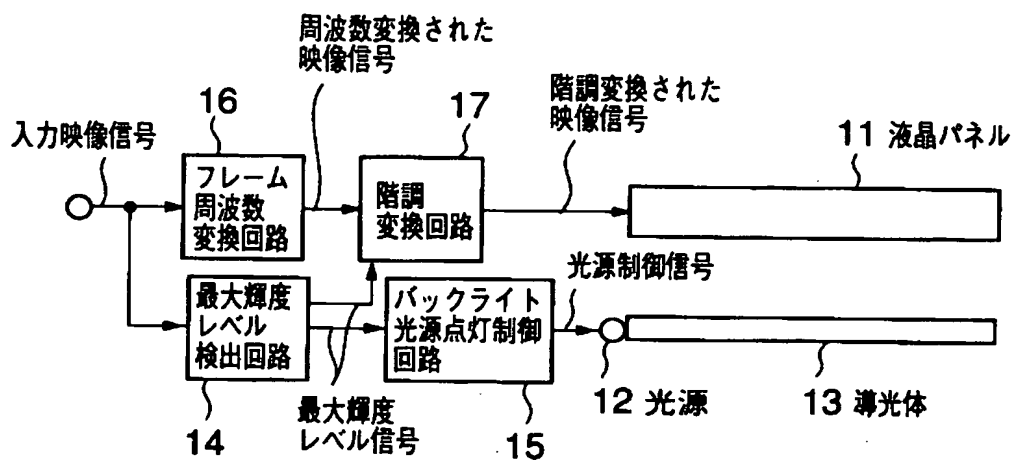 周波数変換された
映像信号
16
17
階調変換された
映像信号
入力映像信号
11 液晶パネル
フレーム
周波数
変換回路
階調
変換回路
光源制御信号
最大輝度
レベル
検出回路
バックライト
光源点灯制御
回路
12 光源
13 導光体
14
最大輝度
レベル信号
15